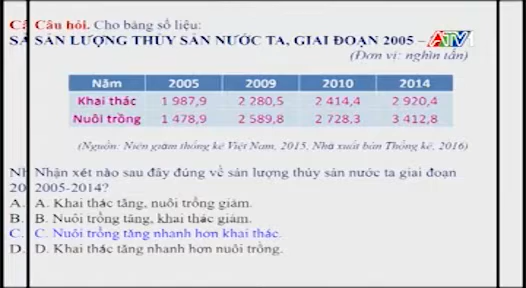 Câ Câu hỏi. Cho bảng số liệu:
SẢ SẢN LƯỢNG THỦY SẢN NƯỚC TA, GIAI ĐOẠN 2005 – ATV1
(Đơn vị: nghìn tấn)
Năm 2005 2009 2010 2014
Khai thác 1 987,9 2 280,5 2 414,4 2 920,4
Nuôi trồng 1 478,9 2 589,8 2 728,3 3 412,8
(Nguồn: Niên giám thống kê Việt Nam, 2015, Nhà xuất bản Thống kê, 2016)
Nh Nhận xét nào sau đây đúng về sản lượng thủy sản nước ta giai đoạn
20 2005-2014?
A. A. Khai thác tăng, nuôi trồng giảm.
B. B. Nuôi trồng tăng, khai thác giảm.
C. C. Nuôi trồng tăng nhanh hơn khai thác.
D. D. Khai thác tăng nhanh hơn nuôi trồng.